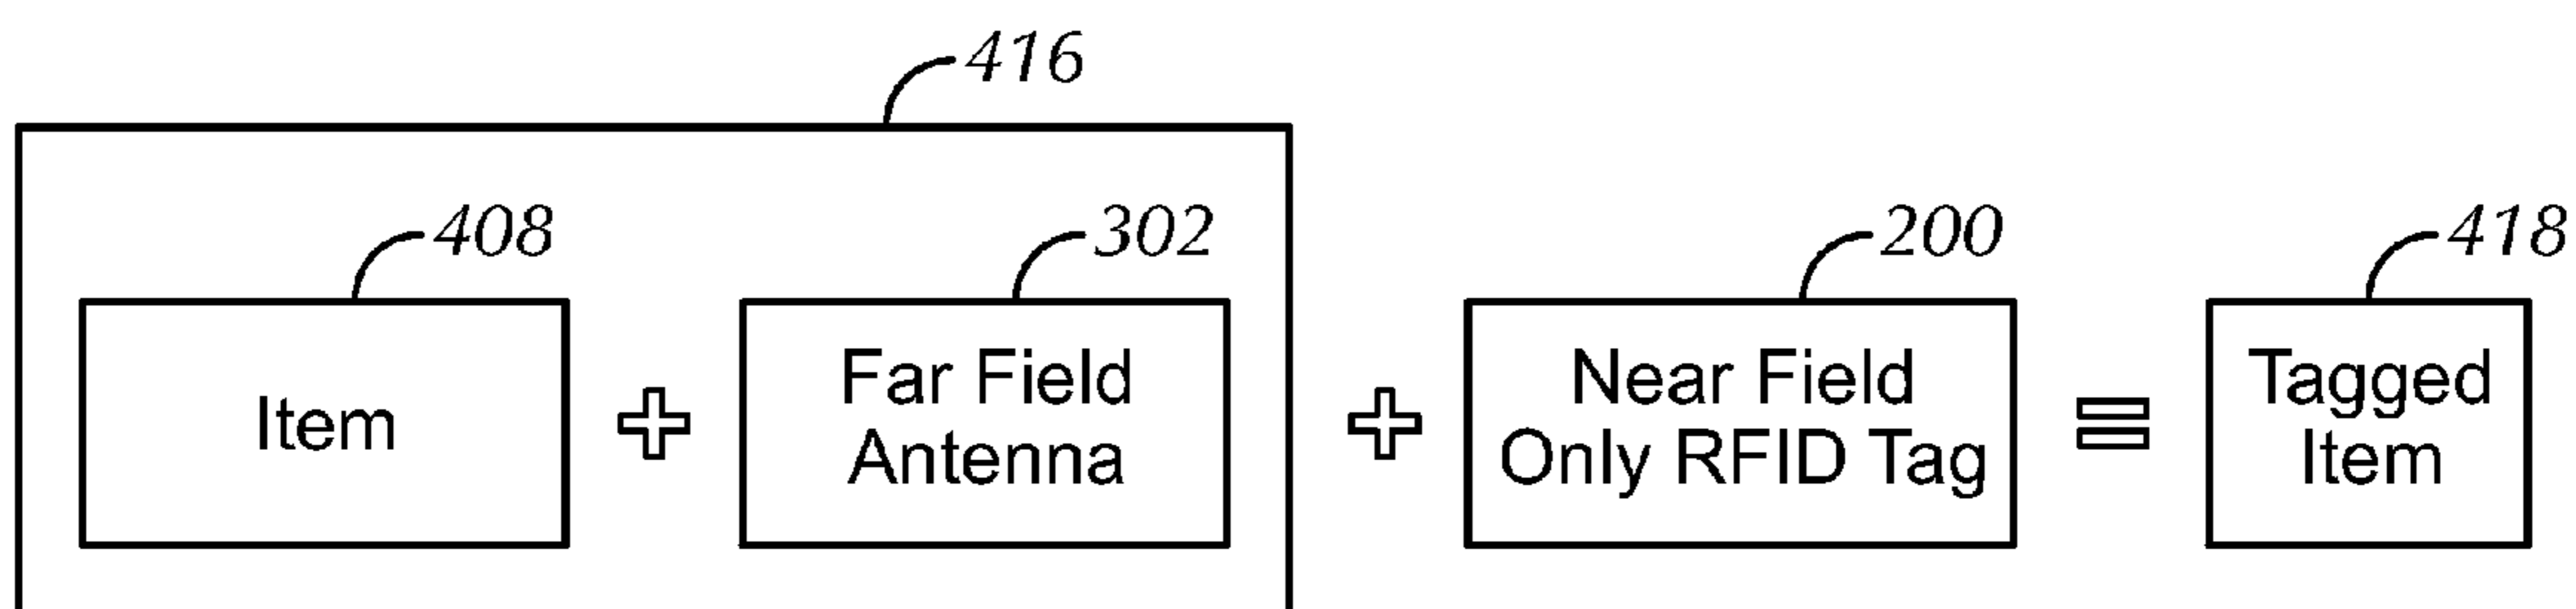 416
408
302
200
418
Item
+
Far Field
Antenna
+
Near Field
Only RFID Tag
=
Tagged
Item